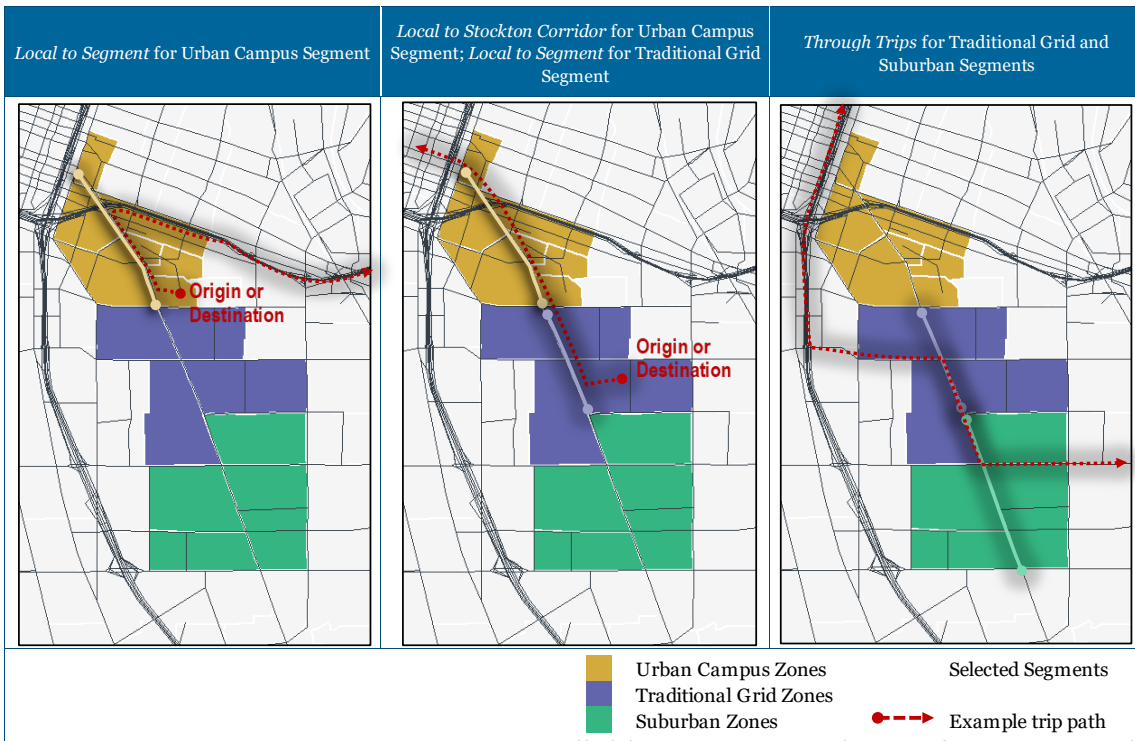 Local to Segment for Urban Campus Segment
Local to Stockton Corridor for Urban Campus
Segment; Local to Segment for Traditional Grid
Segment
Through Trips for Traditional Grid and
Suburban Segments
Origin or
Destination
Origin or
Destination
Urban Campus Zones
Traditional Grid Zones
Suburban Zones
Selected Segments
Example trip path